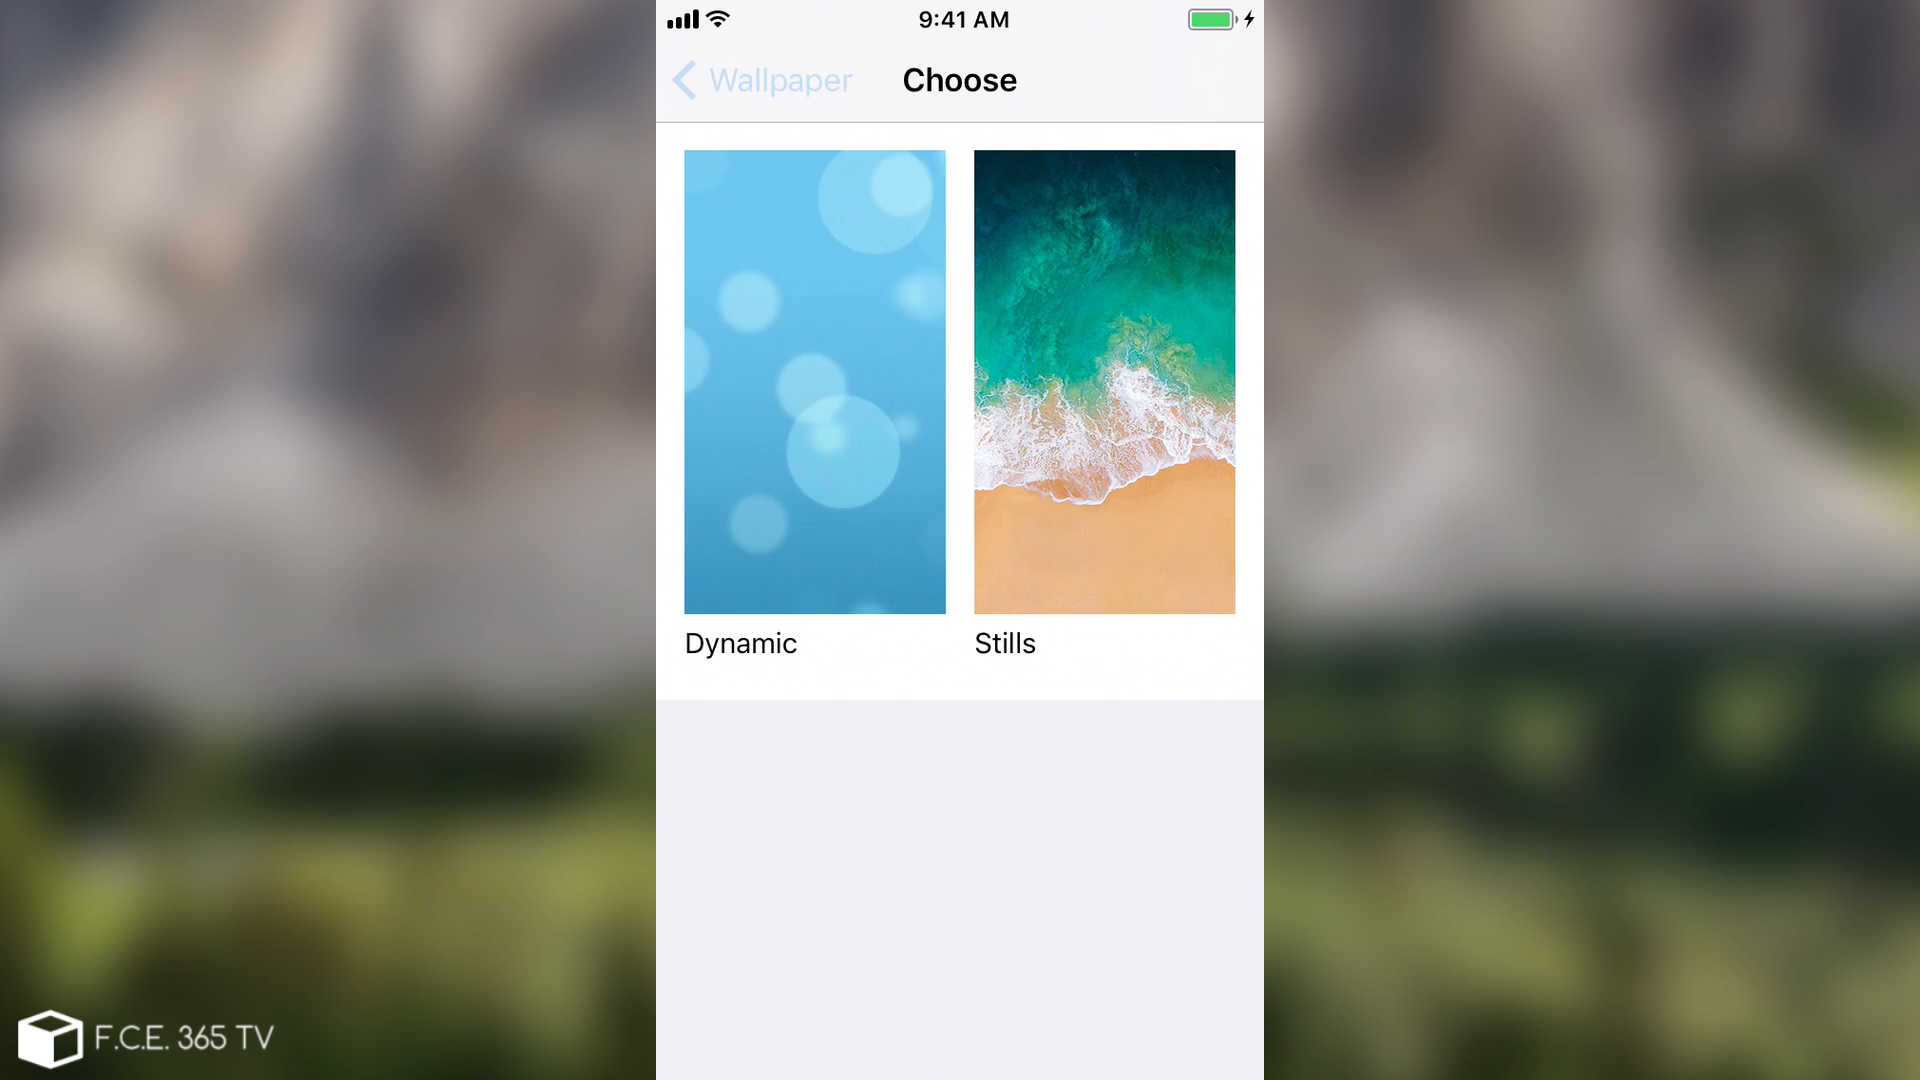 9:41 AM
Wallpaper
Choose
Dynamic
Stills
F.C.E. 365 TV